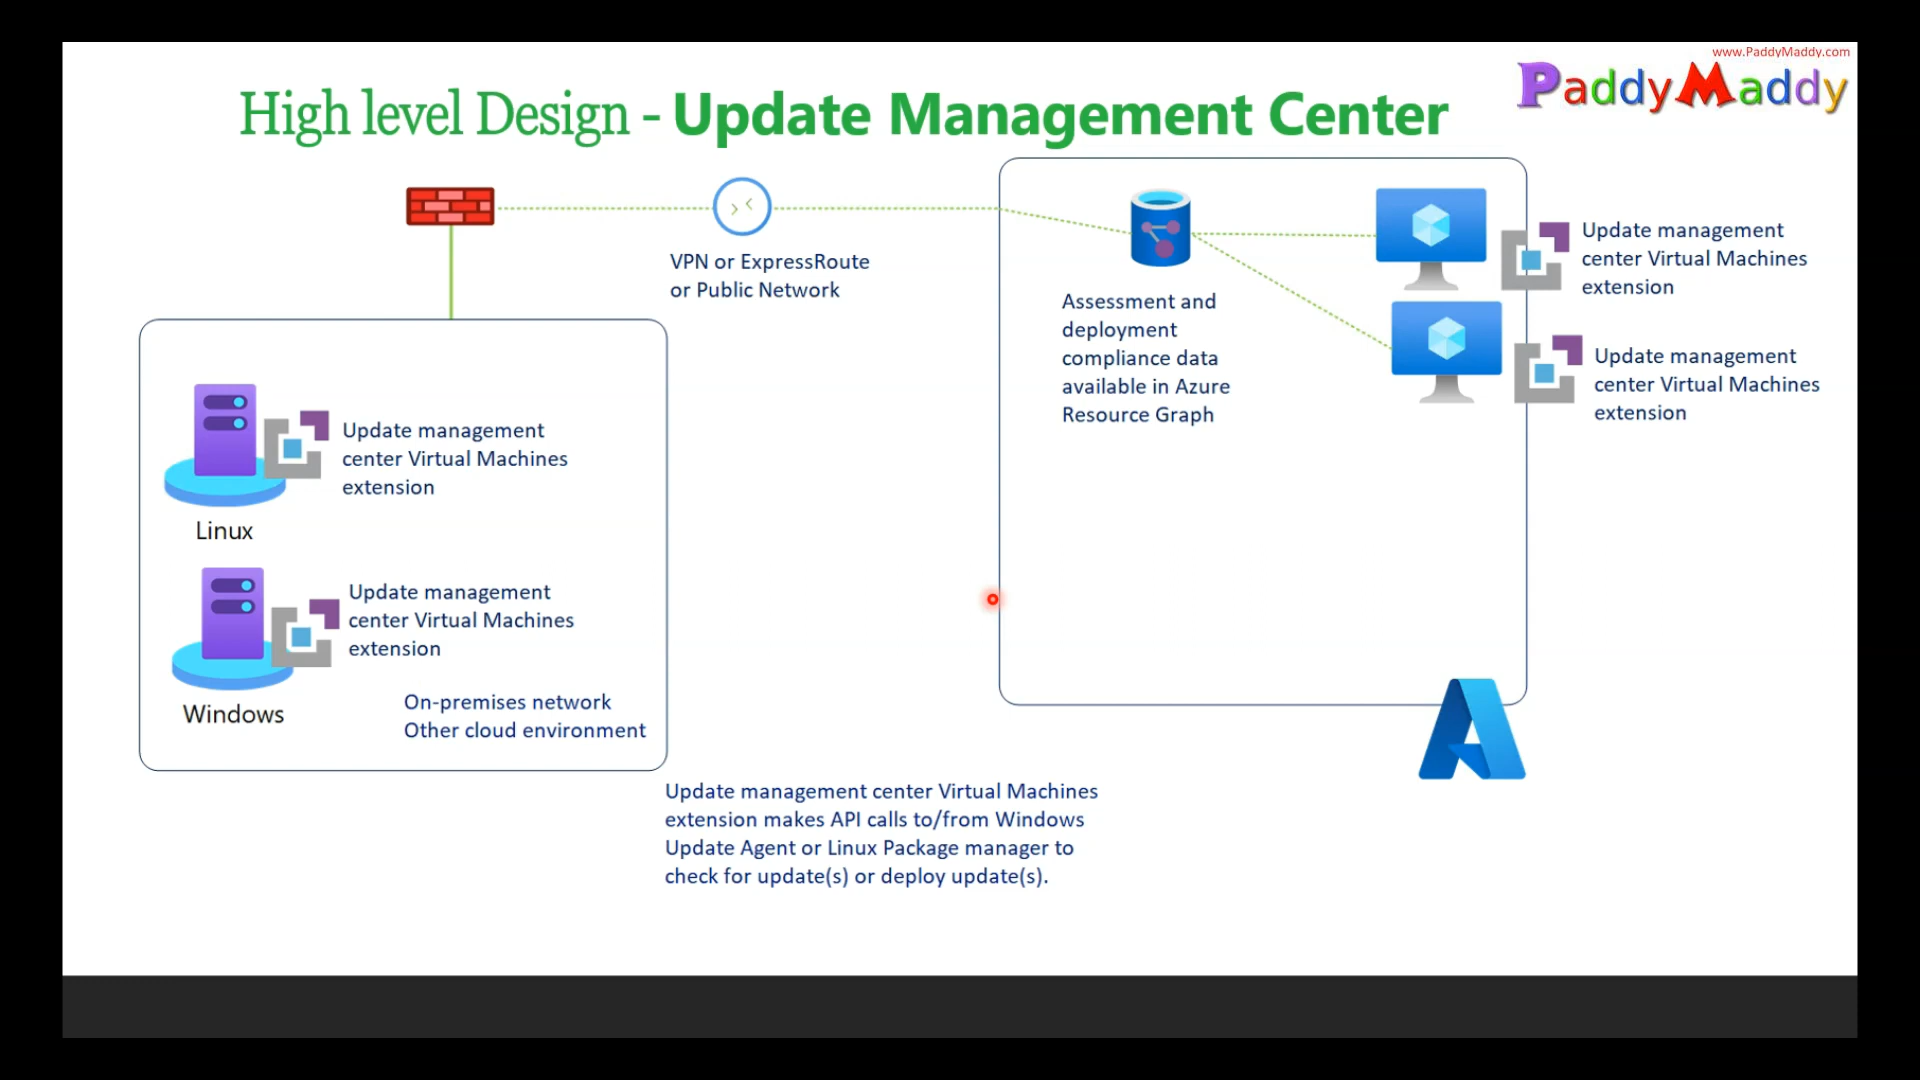 www.PaddyMaddy.com
PaddyMaddy
High level Design - Update Management Center
VPN or ExpressRoute
or Public Network
Assessment and
deployment
compliance data
available in Azure
Resource Graph
Update management
center Virtual Machines
extension
Update management
center Virtual Machines
extension
Update management
center Virtual Machines
extension
Linux
Update management
center Virtual Machines
extension
Windows
On-premises network
Other cloud environment
Update management center Virtual Machines
extension makes API calls to/from Windows
Update Agent or Linux Package manager to
check for update(s) or deploy update(s).